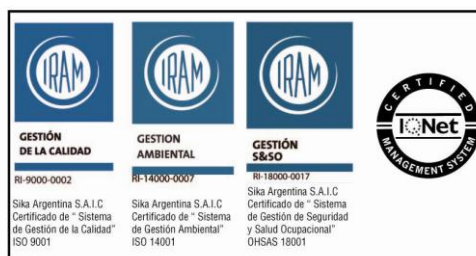 IRAM
GESTIÓN
DE LA CALIDAD
RI-9000-0002
Sika Argentina S.A.I.C
Certificado de “ Sistema
de Gestión de la Calidad”
ISO 9001
IRAM
GESTION
AMBIENTAL
RI-14000-0007
Sika Argentina S.A.I.C
Certificado de “ Sistema
de Gestión Ambiental”
ISO 14001
IRAM
GESTIÓN
S&SO
RI-18000-0017
Sika Argentina S.A.I.C
Certificado de “ Sistema
de Gestión de Seguridad
y Salud Ocupacional”
OHSAS 18001
CERTIFIED
IQNet
MANAGEMENT SYSTEM